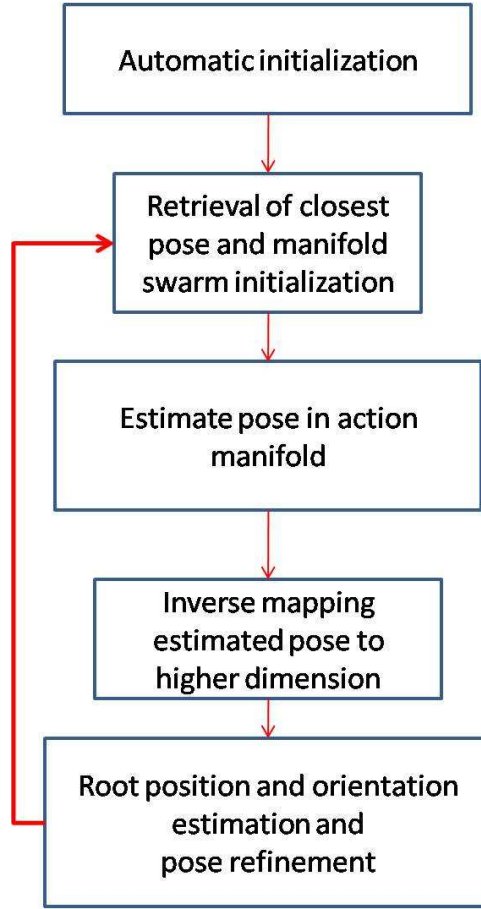 Automatic initialization
Retrieval of closest
pose and manifold
swarm initialization
Estimate pose in action
manifold
Inverse mapping
estimated pose to
higher dimension
Root position and orientation
estimation and
pose refinement